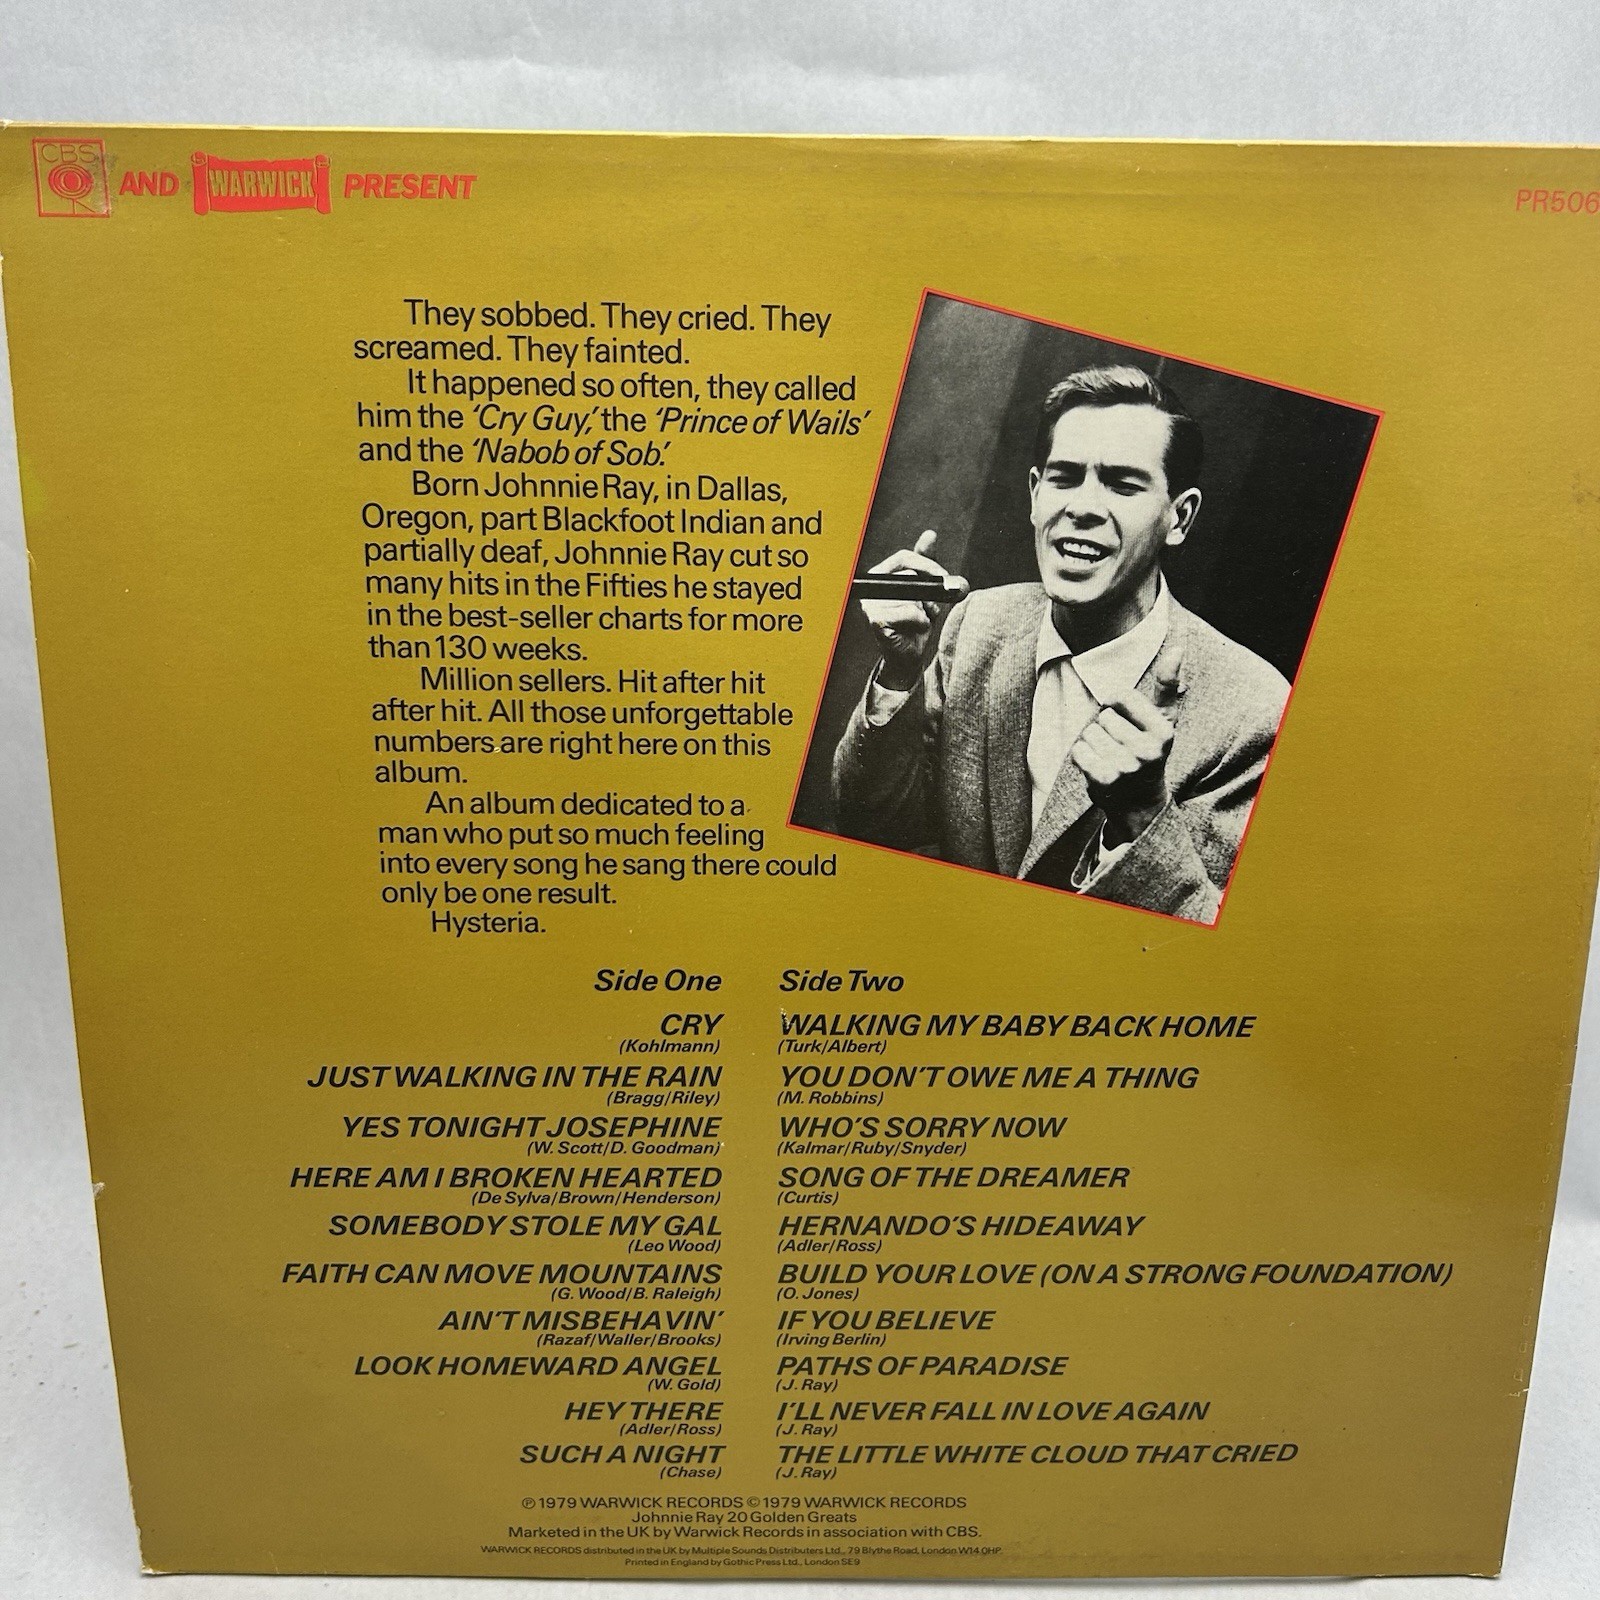 CBS AND WARWICK PRESENT
PR506
They sobbed. They cried. They
screamed. They fainted.
It happened so often, they called
him the 'Cry Guy,' the 'Prince of Wails'
and the 'Nabob of Sob.'
Born Johnnie Ray, in Dallas,
Oregon, part Blackfoot Indian and
partially deaf, Johnnie Ray cut so
many hits in the Fifties he stayed
in the best-seller charts for more
than 130 weeks.
Million sellers. Hit after hit
after hit. All those unforgettable
numbers are right here on this
album.
An album dedicated to a
man who put so much feeling
into every song he sang there could
only be one result.
Hysteria.
Side One
CRY
(Kohlmann)
JUST WALKING IN THE RAIN
(Bragg/Riley)
YES TONIGHT JOSEPHINE
(W. Scott/D. Goodman)
HERE AM I BROKEN HEARTED
(De Sylva/Brown/Henderson)
SOMEBODY STOLE MY GAL
(Leo Wood)
FAITH CAN MOVE MOUNTAINS
(G. Wood/B. Raleigh)
AIN'T MISBEHAVIN'
(Razaf/Waller/Brooks)
LOOK HOMEWARD ANGEL
(W. Gold)
HEY THERE
(Adler/Ross)
SUCH A NIGHT
(Chase)
Side Two
WALKING MY BABY BACK HOME
(Turk/Albert)
YOU DON'T OWE ME A THING
(M. Robbins)
WHO'S SORRY NOW
(Kalmar/Ruby/Snyder)
SONG OF THE DREAMER
(Curtis)
HERNANDO'S HIDEAWAY
(Adler/Ross)
BUILD YOUR LOVE (ON A STRONG FOUNDATION)
(O. Jones)
IF YOU BELIEVE
(Irving Berlin)
PATHS OF PARADISE
(J. Ray)
I'LL NEVER FALL IN LOVE AGAIN
(J. Ray)
THE LITTLE WHITE CLOUD THAT CRIED
(J. Ray)
℗ 1979 WARWICK RECORDS © 1979 WARWICK RECORDS
Johnnie Ray 20 Golden Greats
Marketed in the UK by Warwick Records in association with CBS.
WARWICK RECORDS distributed in the UK by Multiple Sounds Distributers Ltd., 79 Blythe Road, London W14 0HP.
Printed in England by Gothic Press Ltd., London SE9